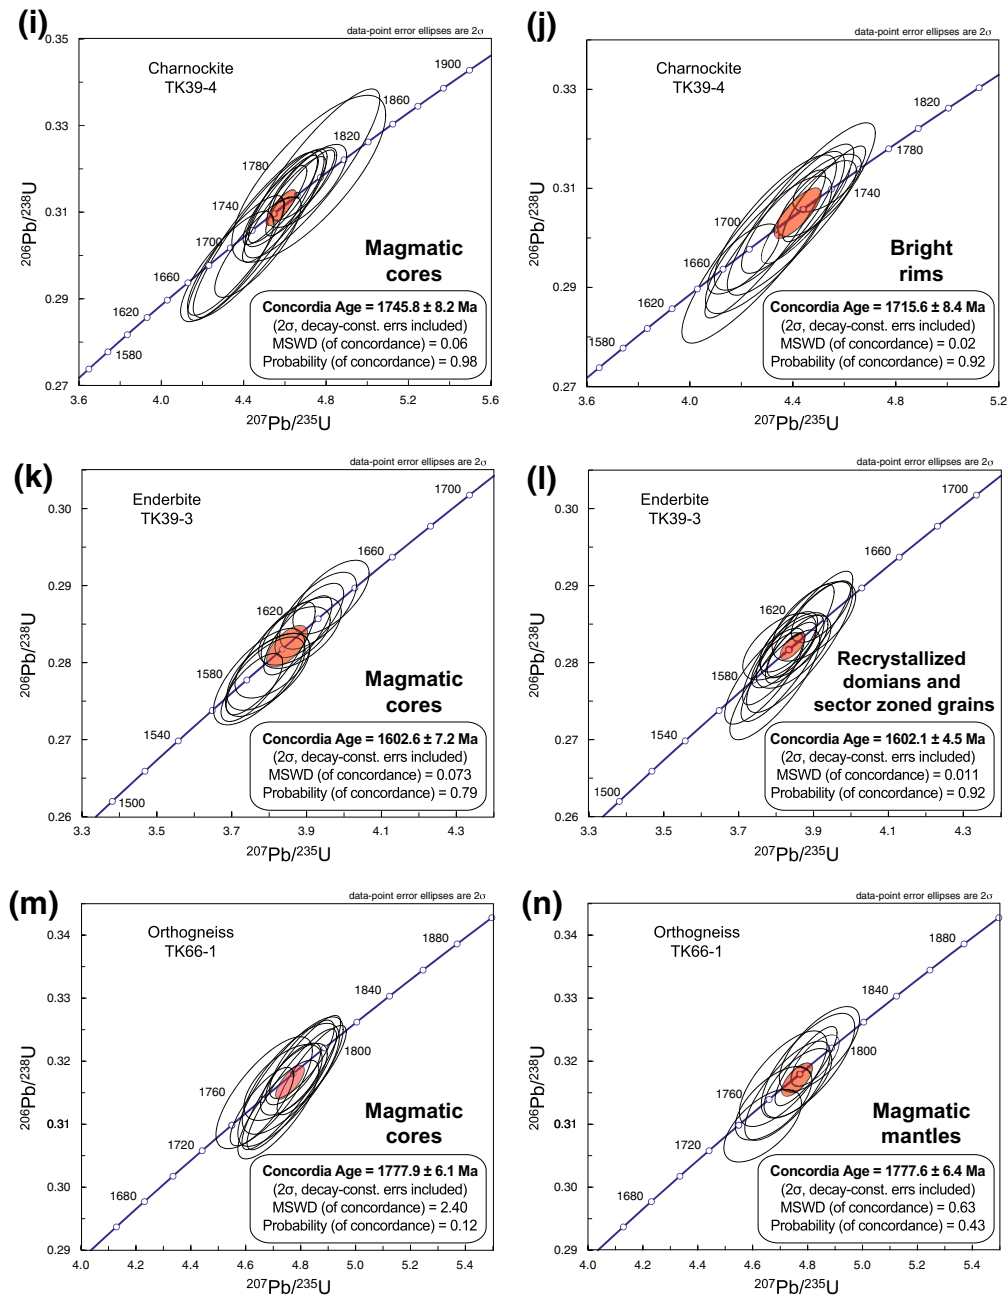 (i)
data-point error ellipses are 2σ
0.35
0.33
0.31
0.29
0.27
206Pb/238U
Charnockite
TK39-4
1900
1860
1820
1780
1740
1700
1660
1620
1580
Magmatic
cores
Concordia Age = 1745.8 ± 8.2 Ma
(2σ, decay-const. errs included)
MSWD (of concordance) = 0.06
Probability (of concordance) = 0.98
3.6 4.0 4.4 4.8 5.2 5.6
207Pb/235U
(j)
data-point error ellipses are 2σ
0.33
0.31
0.29
0.27
206Pb/238U
Charnockite
TK39-4
1820
1780
1740
1700
1660
1620
1580
Bright
rims
Concordia Age = 1715.6 ± 8.4 Ma
(2σ, decay-const. errs included)
MSWD (of concordance) = 0.02
Probability (of concordance) = 0.92
3.6 4.0 4.4 4.8 5.2
207Pb/235U
(k)
data-point error ellipses are 2σ
0.30
0.29
0.28
0.27
0.26
206Pb/238U
Enderbite
TK39-3
1700
1660
1620
1580
1540
1500
Magmatic
cores
Concordia Age = 1602.6 ± 7.2 Ma
(2σ, decay-const. errs included)
MSWD (of concordance) = 0.073
Probability (of concordance) = 0.79
3.3 3.5 3.7 3.9 4.1 4.3
207Pb/235U
(l)
data-point error ellipses are 2σ
0.30
0.29
0.28
0.27
0.26
206Pb/238U
Enderbite
TK39-3
1700
1660
1620
1580
1540
1500
Recrystallized
domians and
sector zoned grains
Concordia Age = 1602.1 ± 4.5 Ma
(2σ, decay-const. errs included)
MSWD (of concordance) = 0.011
Probability (of concordance) = 0.92
3.3 3.5 3.7 3.9 4.1 4.3
207Pb/235U
(m)
data-point error ellipses are 2σ
0.34
0.33
0.32
0.31
0.30
0.29
206Pb/238U
Orthogneiss
TK66-1
1880
1840
1800
1760
1720
1680
Magmatic
cores
Concordia Age = 1777.9 ± 6.1 Ma
(2σ, decay-const. errs included)
MSWD (of concordance) = 2.40
Probability (of concordance) = 0.12
4.0 4.2 4.4 4.6 4.8 5.0 5.2 5.4
207Pb/235U
(n)
data-point error ellipses are 2σ
0.34
0.33
0.32
0.31
0.30
0.29
206Pb/238U
Orthogneiss
TK66-1
1880
1840
1800
1760
1720
1680
Magmatic
mantles
Concordia Age = 1777.6 ± 6.4 Ma
(2σ, decay-const. errs included)
MSWD (of concordance) = 0.63
Probability (of concordance) = 0.43
4.0 4.2 4.4 4.6 4.8 5.0 5.2 5.4
207Pb/235U